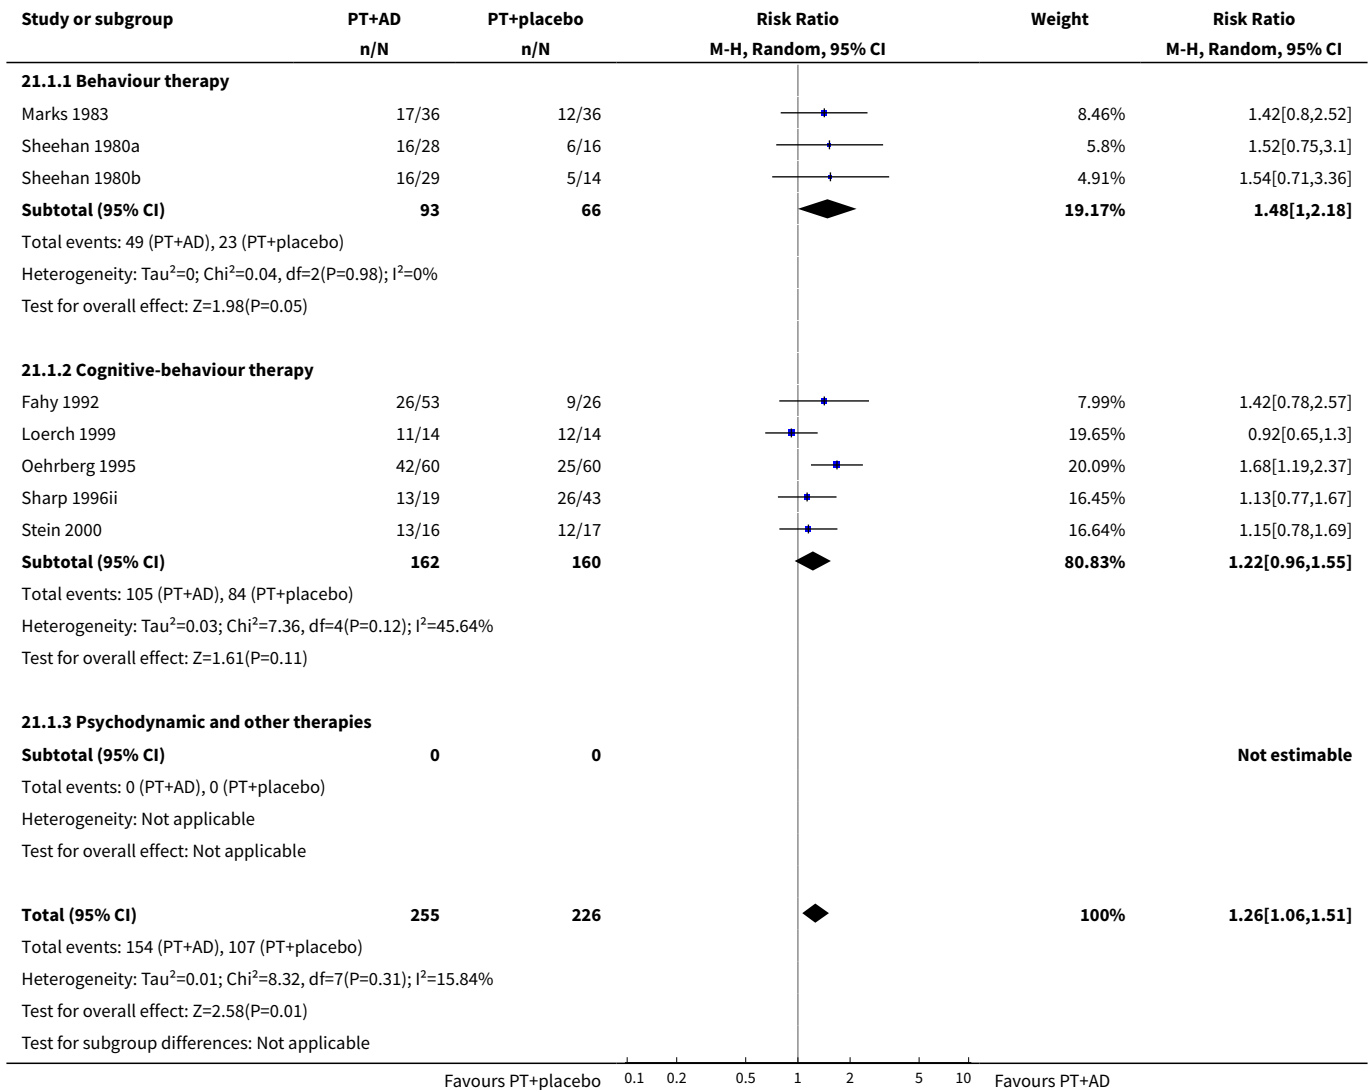 Study or subgroup PT+AD PT+placebo Risk Ratio Weight Risk Ratio
n/N n/N M-H, Random, 95% CI M-H, Random, 95% CI
21.1.1 Behaviour therapy
Marks 1983 17/36 12/36 8.46% 1.42[0.8,2.52]
Sheehan 1980a 16/28 6/16 5.8% 1.52[0.75,3.1]
Sheehan 1980b 16/29 5/14 4.91% 1.54[0.71,3.36]
Subtotal (95% CI) 93 66 19.17% 1.48[1,2.18]
Total events: 49 (PT+AD), 23 (PT+placebo)
Heterogeneity: Tau²=0; Chi²=0.04, df=2(P=0.98); I²=0%
Test for overall effect: Z=1.98(P=0.05)
21.1.2 Cognitive-behaviour therapy
Fahy 1992 26/53 9/26 7.99% 1.42[0.78,2.57]
Loerch 1999 11/14 12/14 19.65% 0.92[0.65,1.3]
Oehrberg 1995 42/60 25/60 20.09% 1.68[1.19,2.37]
Sharp 1996ii 13/19 26/43 16.45% 1.13[0.77,1.67]
Stein 2000 13/16 12/17 16.64% 1.15[0.78,1.69]
Subtotal (95% CI) 162 160 80.83% 1.22[0.96,1.55]
Total events: 105 (PT+AD), 84 (PT+placebo)
Heterogeneity: Tau²=0.03; Chi²=7.36, df=4(P=0.12); I²=45.64%
Test for overall effect: Z=1.61(P=0.11)
21.1.3 Psychodynamic and other therapies
Subtotal (95% CI) 0 0 Not estimable
Total events: 0 (PT+AD), 0 (PT+placebo)
Heterogeneity: Not applicable
Test for overall effect: Not applicable
Total (95% CI) 255 226 100% 1.26[1.06,1.51]
Total events: 154 (PT+AD), 107 (PT+placebo)
Heterogeneity: Tau²=0.01; Chi²=8.32, df=7(P=0.31); I²=15.84%
Test for overall effect: Z=2.58(P=0.01)
Test for subgroup differences: Not applicable
Favours PT+placebo 0.1 0.2 0.5 1 2 5 10 Favours PT+AD